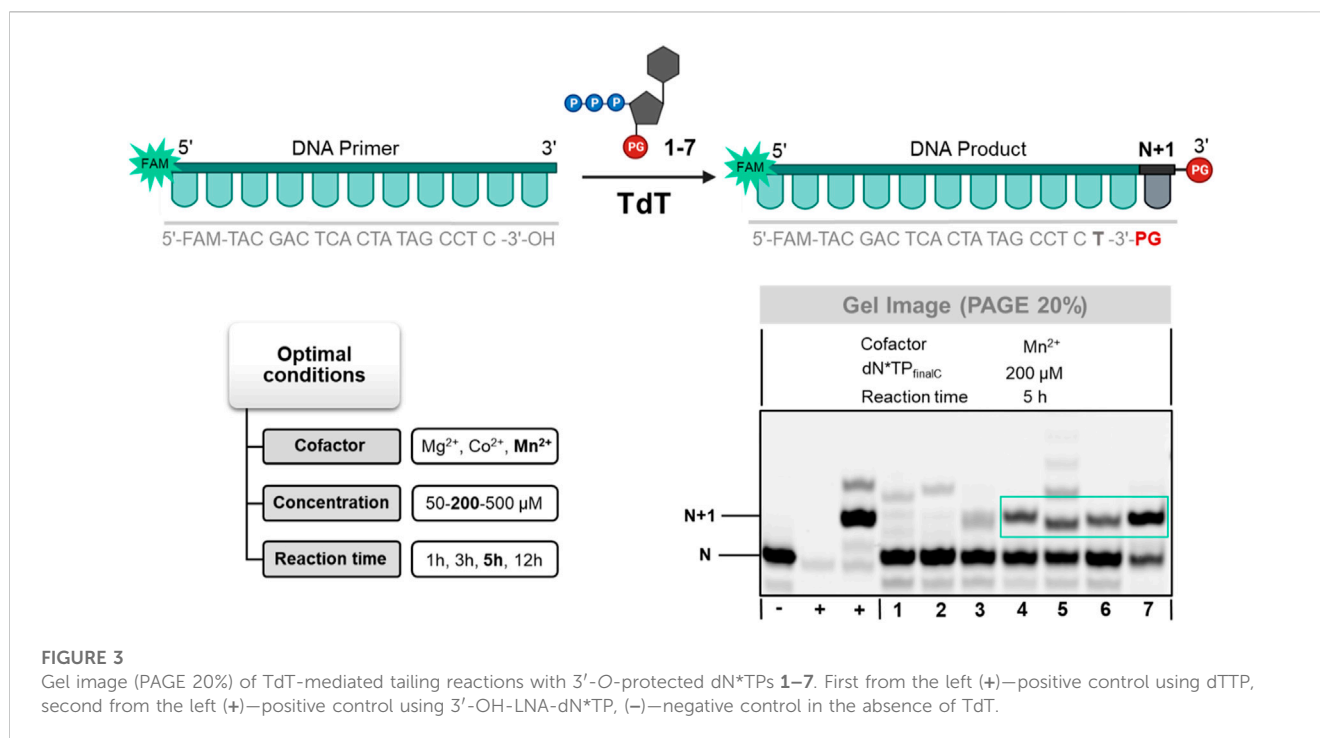 P P P
PG 1-7
TdT
FAM 5' DNA Primer 3'
5'-FAM-TAC GAC TCA CTA TAG CCT C -3'-OH
FAM 5' DNA Product N+1 3' PG
5'-FAM-TAC GAC TCA CTA TAG CCT C T -3'-PG
Optimal
conditions
Cofactor Mg²⁺, Co²⁺, Mn²⁺
Concentration 50-200-500 µM
Reaction time 1h, 3h, 5h, 12h
Gel Image (PAGE 20%)
Cofactor Mn²⁺
dN*TPfinalC 200 µM
Reaction time 5 h
N+1
N
- + + 1 2 3 4 5 6 7
FIGURE 3
Gel image (PAGE 20%) of TdT-mediated tailing reactions with 3′-O-protected dN*TPs 1–7. First from the left (+)—positive control using dTTP,
second from the left (+)—positive control using 3′-OH-LNA-dN*TP, (−)—negative control in the absence of TdT.